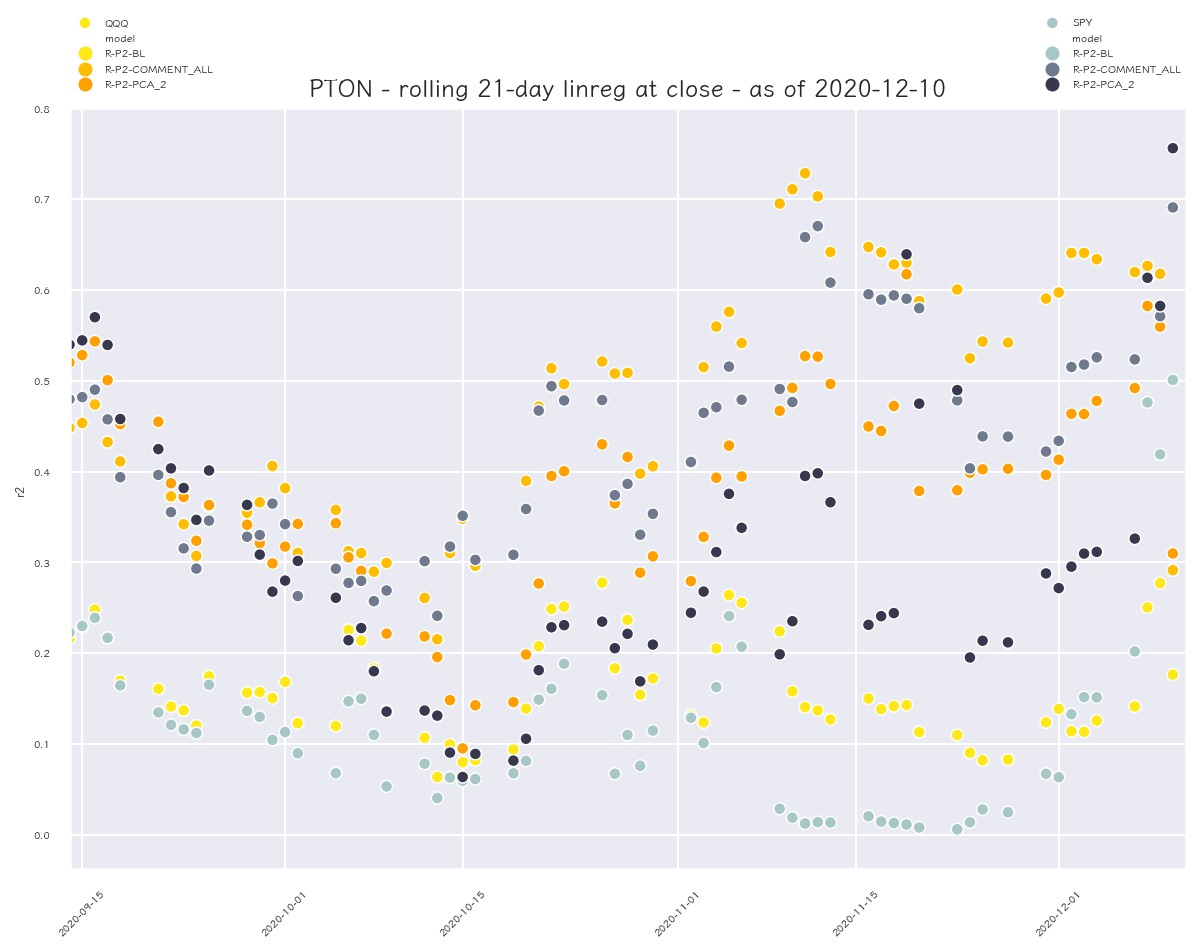 QQQ
model
R-P2-BL
R-P2-COMMENT_ALL
R-P2-PCA_2
SPY
model
R-P2-BL
R-P2-COMMENT_ALL
R-P2-PCA_2
PTON - rolling 21-day linreg at close - as of 2020-12-10
0.8
0.7
0.6
0.5
0.4
0.3
0.2
0.1
0.0
r2
2020-09-15
2020-10-01
2020-10-15
2020-11-01
2020-11-15
2020-12-01